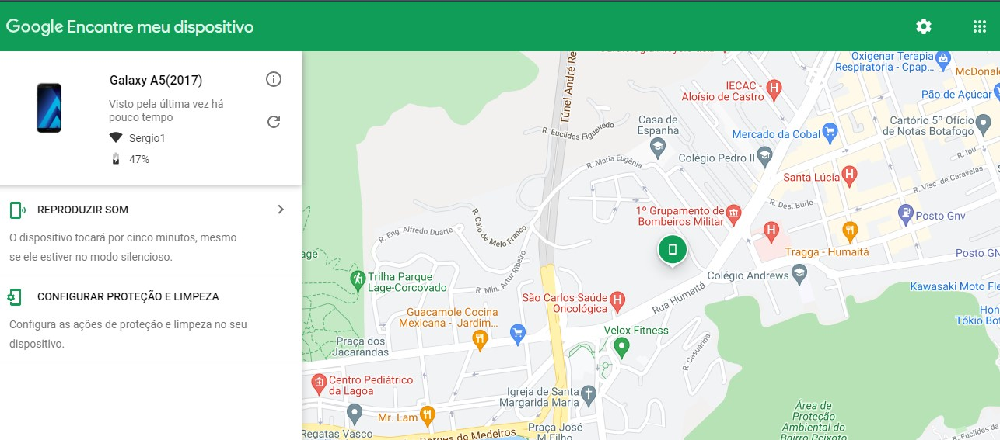 Google Encontre meu dispositivo
Galaxy A5(2017)
Visto pela última vez há
pouco tempo
Sergio1
47%
REPRODUZIR SOM
O dispositivo tocará por cinco minutos, mesmo
se ele estiver no modo silencioso.
CONFIGURAR PROTEÇÃO E LIMPEZA
Configura as ações de proteção e limpeza no seu
dispositivo.
Túnel André Re
Oxigenar Terapia
Respiratoria - Cpap...
McDonald
IECAC -
Aloísio de Castro
Pão de Açúcar
Casa de
Espanha
R. Euclides Figueiredo
Mercado da Cobal
Cartório 5º Ofício
de Notas Botafogo
Colégio Pedro II
R. Maria Eugênia
R. Ipu
Santa Lúcia
R. Visc. de Caravelas
R. Des. Burle
1º Grupamento de
Bombeiros Militar
Posto Gnv
R. Caio de Melo Franco
R. Eng. Alfredo Duarte
H
Tragga - Humaitá
Posto GN
age
Trilha Parque
Lage-Corcovado
R. Min. Artur Ribeiro
Colégio Andrews
Kawasaki Moto Fle
São Carlos Saúde
Oncológica
Rua Humaitá
Guacamole Cocina
Mexicana - Jardim...
Hon
Tókio Bot
Velox Fitness
Praça dos
Jacarandas
R. Casuarina
Centro Pediátrico
da Lagoa
Igreja de Santa
Margarida Maria
Regatas Vasco
Mr. Lam
Praça José
M Filho
Área de
Proteção
Ambiental do
Bairro Peixoto
R. Euclides da